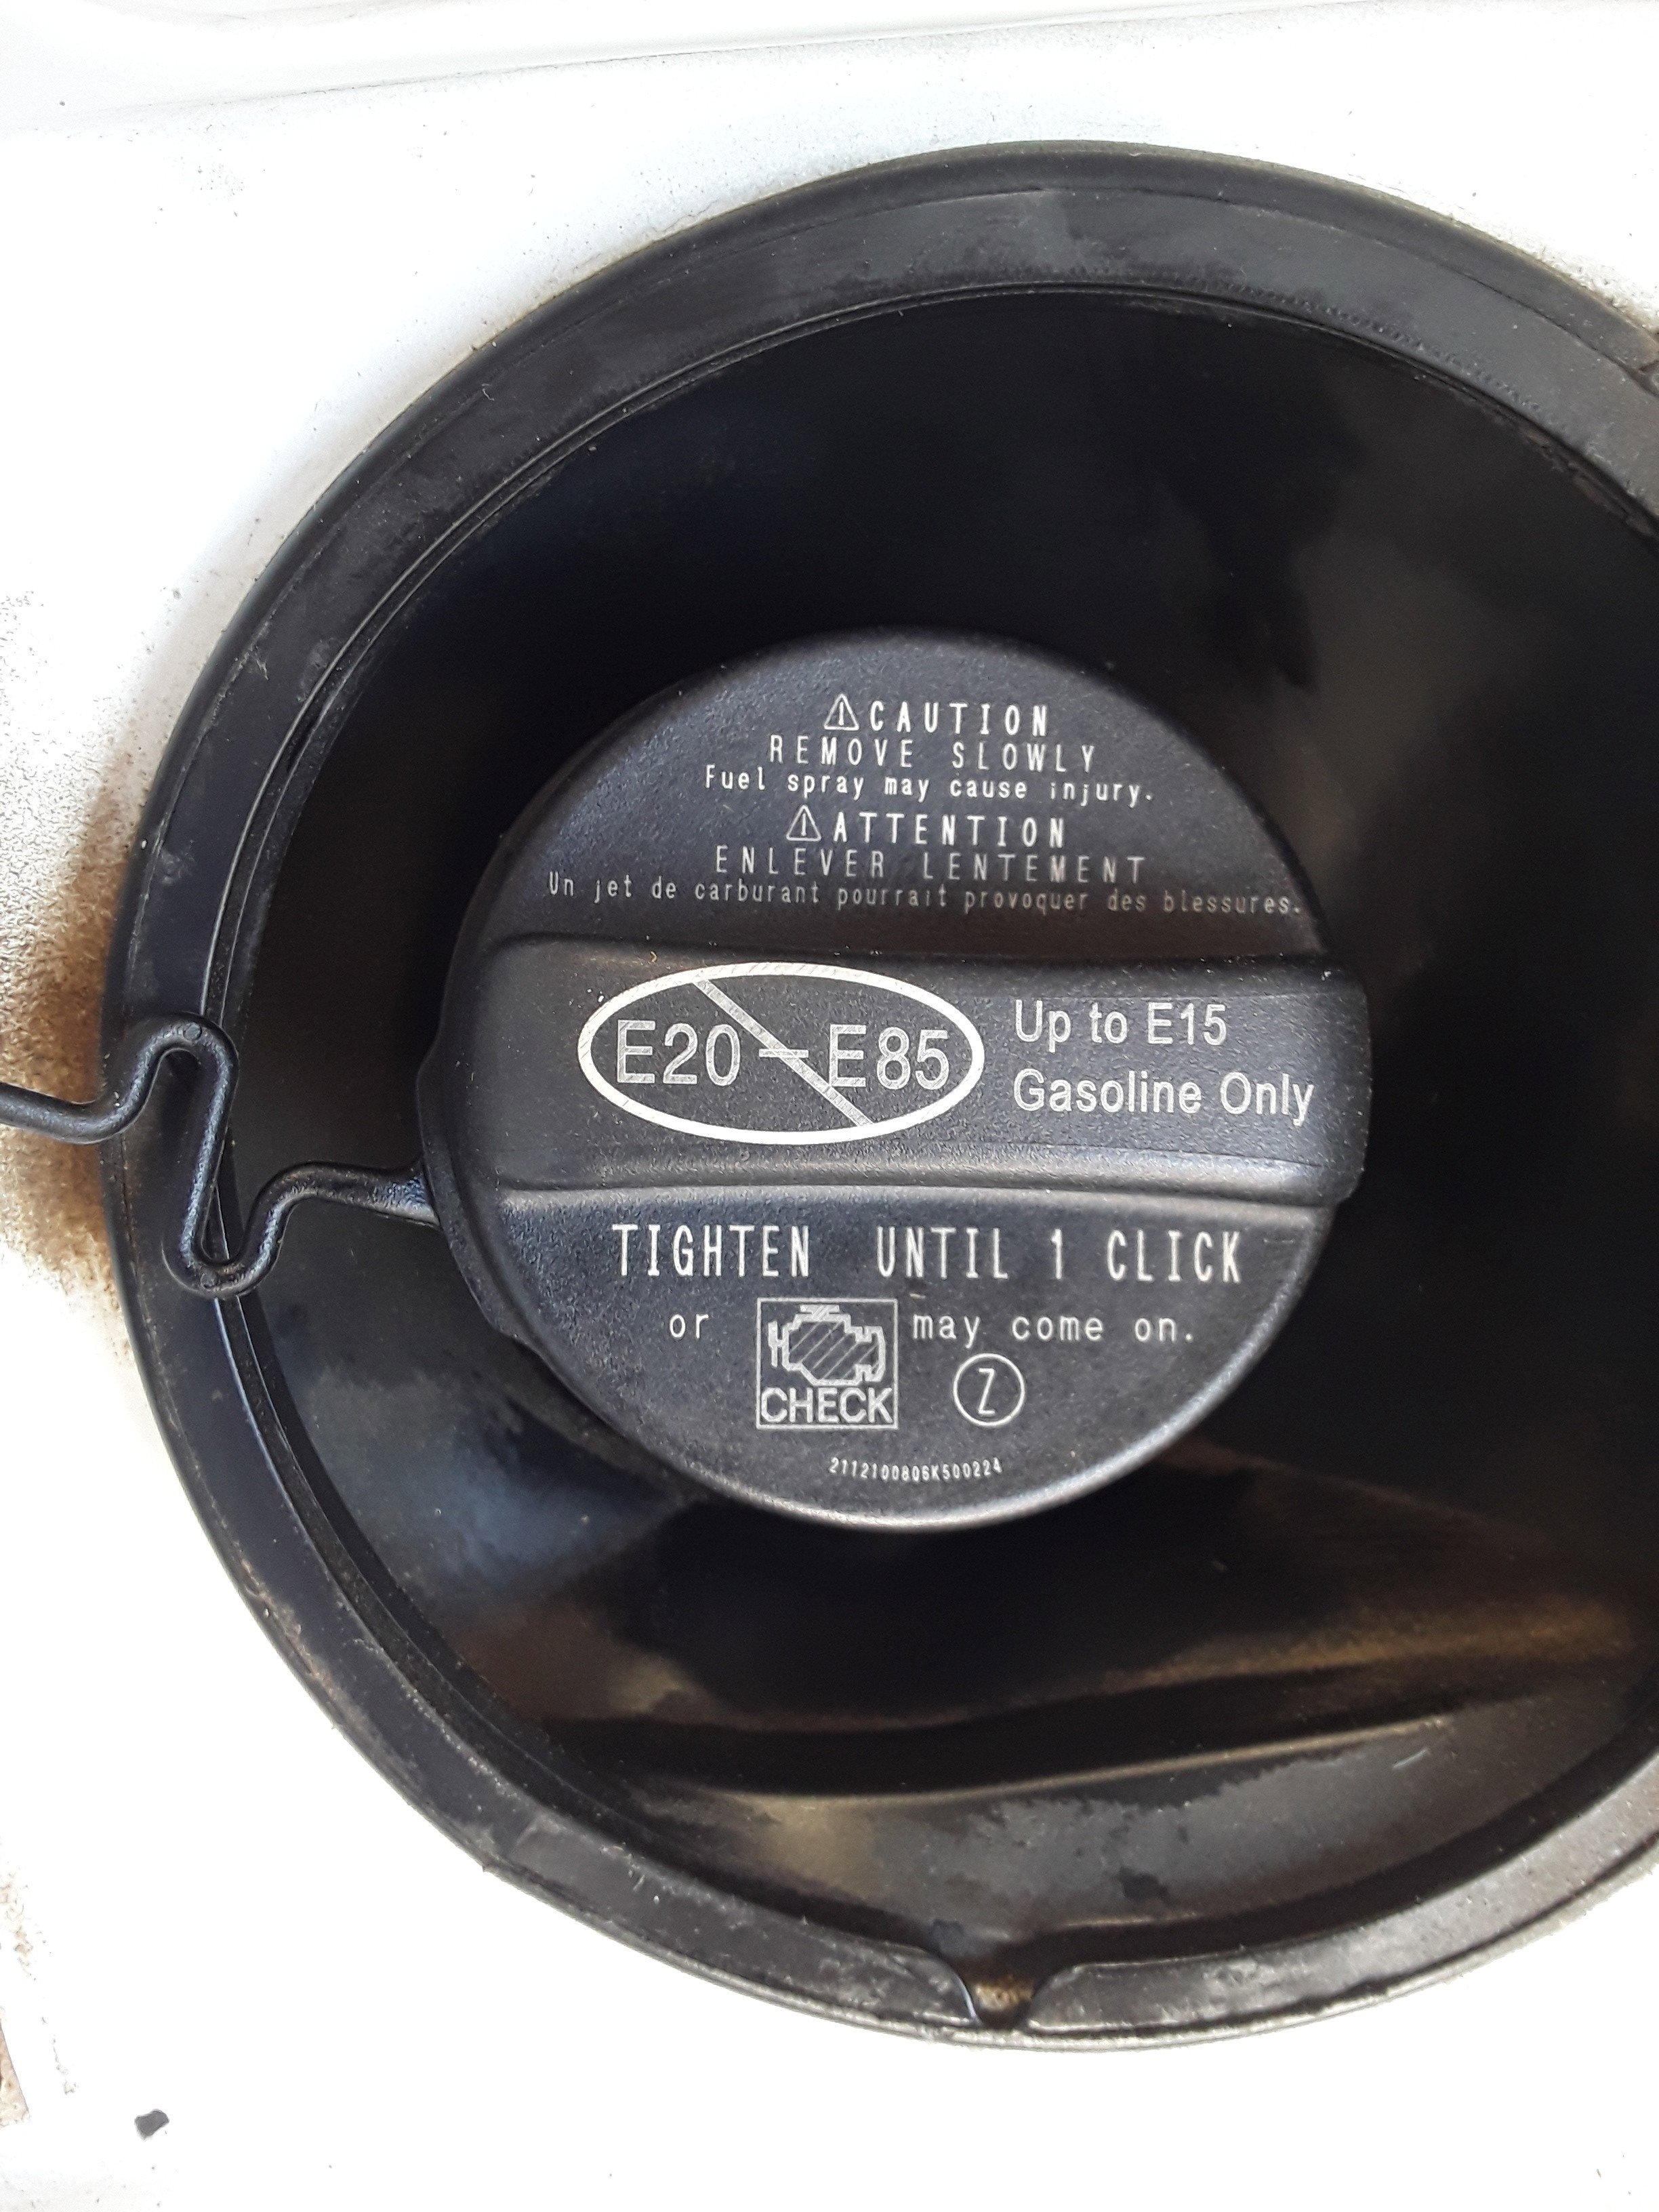 ⚠CAUTION
REMOVE SLOWLY
Fuel spray may cause injury.
⚠ATTENTION
ENLEVER LENTEMENT
Un jet de carburant pourrait provoquer des blessures.
E20-E85
Up to E15
Gasoline Only
TIGHTEN UNTIL 1 CLICK
or CHECK may come on.
Z
2112100806K500224